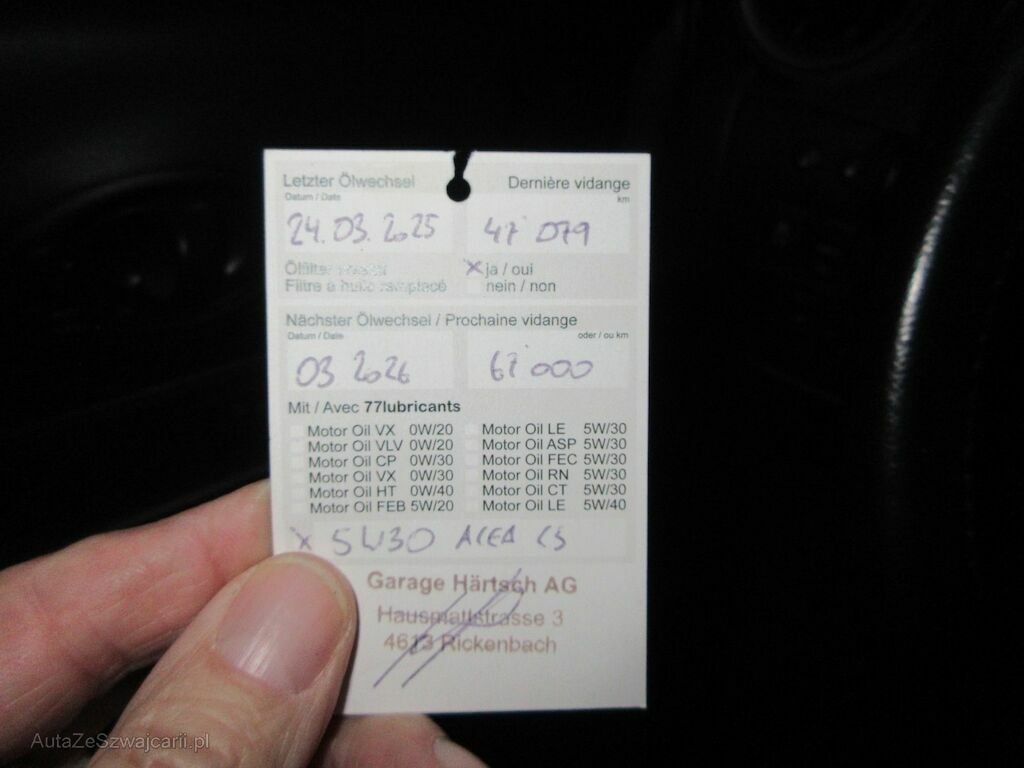 Letzter Ölwechsel Dernière vidange
Datum / Date km
24.03.2025 47 079
Ölfilter ersetzt X ja / oui
Filtre à huile remplacé nein / non
Nächster Ölwechsel / Prochaine vidange
Datum / Date oder / ou km
03 2026 67 000
Mit / Avec 77lubricants
Motor Oil VX 0W/20 Motor Oil LE 5W/30
Motor Oil VLV 0W/20 Motor Oil ASP 5W/30
Motor Oil CP 0W/30 Motor Oil FEC 5W/30
Motor Oil VX 0W/30 Motor Oil RN 5W/30
Motor Oil HT 0W/40 Motor Oil CT 5W/30
Motor Oil FEB 5W/20 Motor Oil LE 5W/40
X 5W30 ACEA C3
Garage Härtsch AG
Hausmattstrasse 3
4613 Rickenbach
AutaZeSzwajcarii.pl